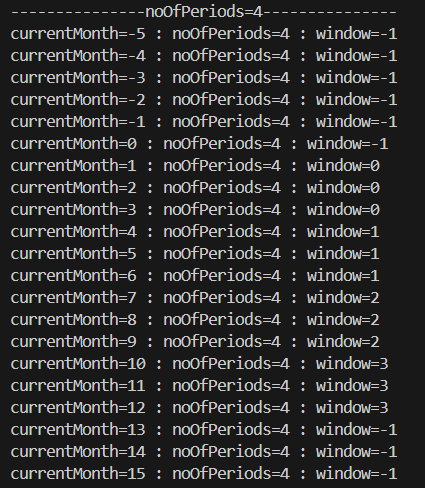 ---------------noOfPeriods=4---------------
currentMonth=-5 : noOfPeriods=4 : window=-1
currentMonth=-4 : noOfPeriods=4 : window=-1
currentMonth=-3 : noOfPeriods=4 : window=-1
currentMonth=-2 : noOfPeriods=4 : window=-1
currentMonth=-1 : noOfPeriods=4 : window=-1
currentMonth=0 : noOfPeriods=4 : window=-1
currentMonth=1 : noOfPeriods=4 : window=0
currentMonth=2 : noOfPeriods=4 : window=0
currentMonth=3 : noOfPeriods=4 : window=0
currentMonth=4 : noOfPeriods=4 : window=1
currentMonth=5 : noOfPeriods=4 : window=1
currentMonth=6 : noOfPeriods=4 : window=1
currentMonth=7 : noOfPeriods=4 : window=2
currentMonth=8 : noOfPeriods=4 : window=2
currentMonth=9 : noOfPeriods=4 : window=2
currentMonth=10 : noOfPeriods=4 : window=3
currentMonth=11 : noOfPeriods=4 : window=3
currentMonth=12 : noOfPeriods=4 : window=3
currentMonth=13 : noOfPeriods=4 : window=-1
currentMonth=14 : noOfPeriods=4 : window=-1
currentMonth=15 : noOfPeriods=4 : window=-1